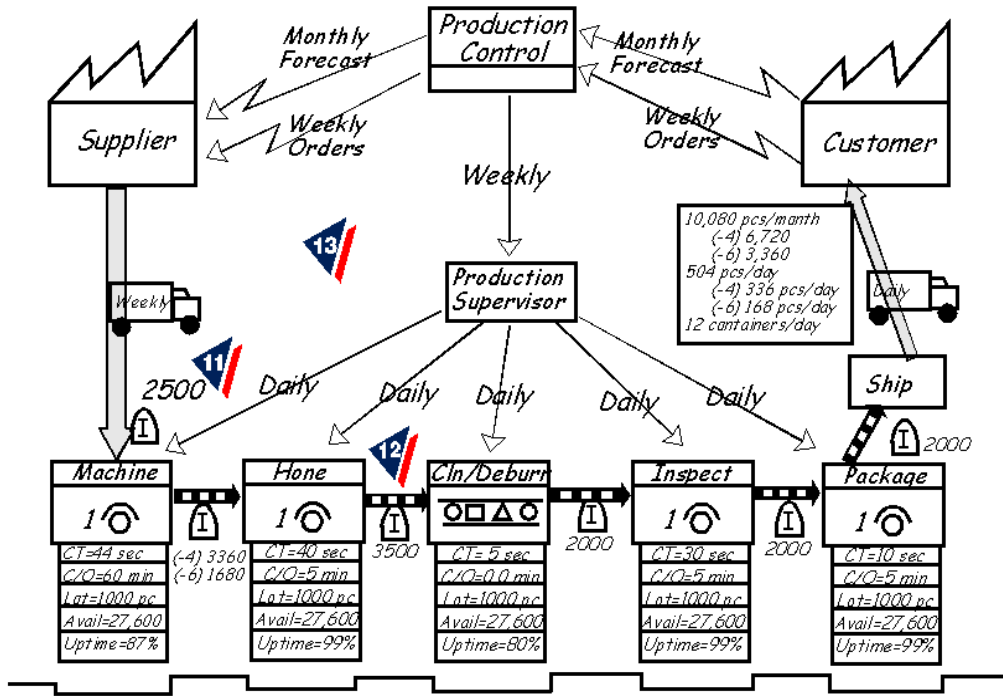 Production
Control
Monthly
Forecast
Monthly
Forecast
Supplier
Weekly
Orders
Weekly
Orders
Customer
Weekly
10,080 pcs/month
(-4) 6,720
(-6) 3,360
504 pcs/day
(-4) 336 pcs/day
(-6) 168 pcs/day
12 cantainers/day
13
Production
Supervisor
Weekly
Daily
11
2500
I
Daily
Daily
Daily
Daily
Daily
Ship
12
I
2000
Machine
Hone
Cln/Deburr
Inspect
Package
1
I
1
I
I
1
I
1
(-4) 3360
(-6) 1680
3500
2000
2000
CT=44 sec
C/O=60 min
Lot=1000 pc
Avail=27,600
Uptime=87%
CT=40 sec
C/O=5 min
Lot=1000 pc
Avail=27,600
Uptime=99%
CT= 5 sec
C/O=0.0 min
Lot=1000 pc
Avail=27,600
Uptime=80%
CT=30 sec
C/O=5 min
Lot=1000 pc
Avail=27,600
Uptime=99%
CT=10 sec
C/O=5 min
Lot=1000 pc
Avail=27,600
Uptime=99%